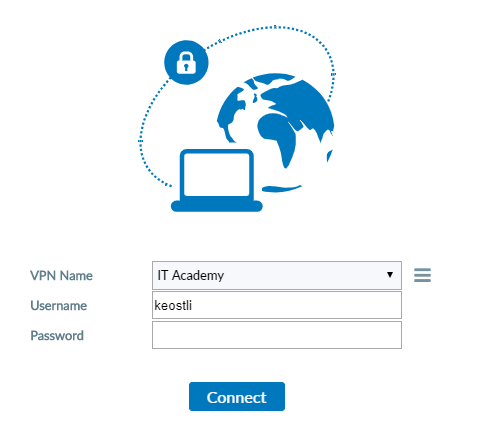 VPN Name IT Academy
Username keostli
Password
Connect